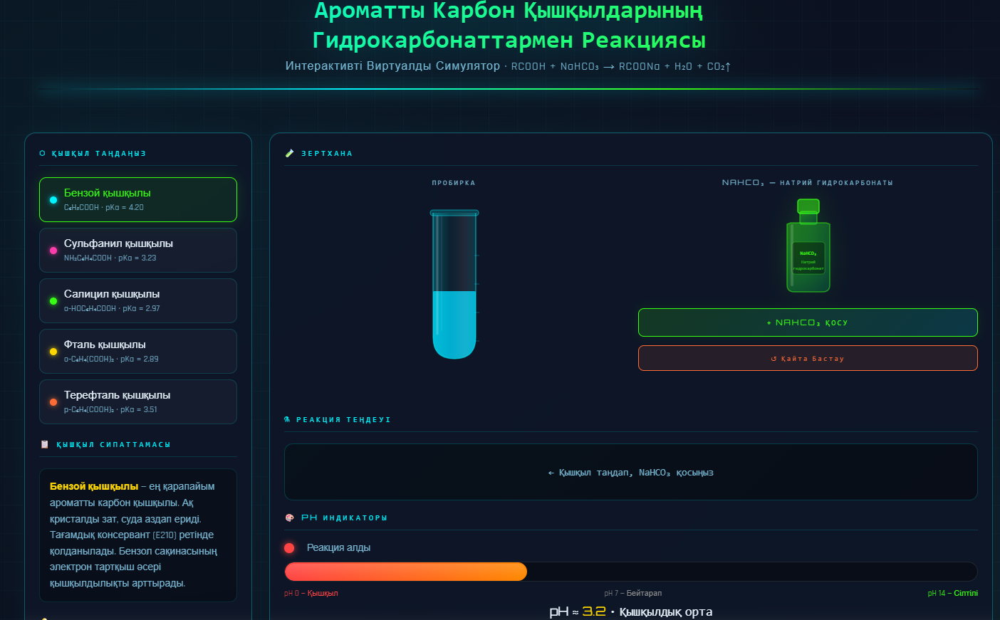 Ароматты Карбон Қышқылдарының
Гидрокарбонаттармен Реакциясы
Интерактивті Виртуалды Симулятор · RCOOH + NaHCO₃ → RCOONa + H₂O + CO₂↑
⬡ ҚЫШҚЫЛ ТАҢДАҢЫЗ
Бензой қышқылы
C₆H₅COOH · pKa = 4.20
Сульфанил қышқылы
NH₂C₆H₄COOH · pKa = 3.23
Салицил қышқылы
o-HOC₆H₄COOH · pKa = 2.97
Фталь қышқылы
o-C₆H₄(COOH)₂ · pKa = 2.89
Терефталь қышқылы
p-C₆H₄(COOH)₂ · pKa = 3.51
📋 ҚЫШҚЫЛ СИПАТТАМАСЫ
Бензой қышқылы – ең қарапайым
ароматты карбон қышқылы. Ақ
кристалды зат, суда аздап ериді.
Тағамдық консервант (E210) ретінде
қолданылады. Бензол сақинасының
электрон тартқыш әсері
қышқылдылықты арттырады.
🧪 ЗЕРТХАНА
ПРОБИРКА
NAHCO₃ — НАТРИЙ ГИДРОКАРБОНАТЫ
NaHCO₃
Натрий
гидрокарбонат
+ NAHCO₃ ҚОСУ
↺ Қайта Бастау
⚗ РЕАКЦИЯ ТЕҢДЕУІ
← Қышқыл таңдап, NaHCO₃ қосыңыз
🎨 PH ИНДИКАТОРЫ
Реакция алды
pH 0 – Қышқыл
pH 7 – Бейтарап
pH 14 – Сілтілі
pH ≈ 3.2 · Қышқылдық орта